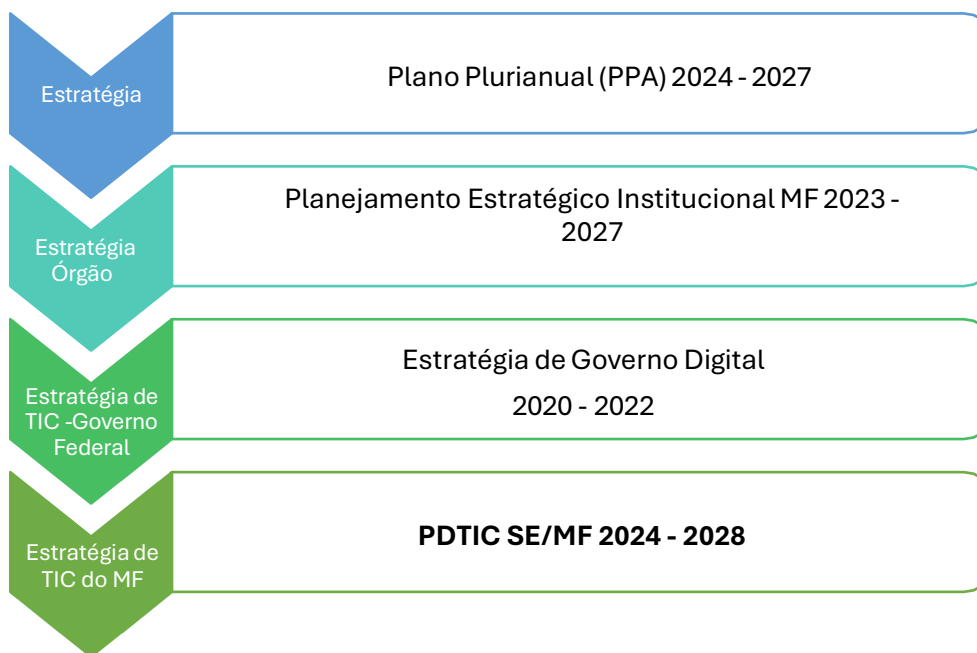 Estratégia
Plano Plurianual (PPA) 2024 - 2027
Estratégia
Órgão
Planejamento Estratégico Institucional MF 2023 -
2027
Estratégia de
TIC -Governo
Federal
Estratégia de Governo Digital
2020 - 2022
Estratégia de
TIC do MF
PDTIC SE/MF 2024 - 2028